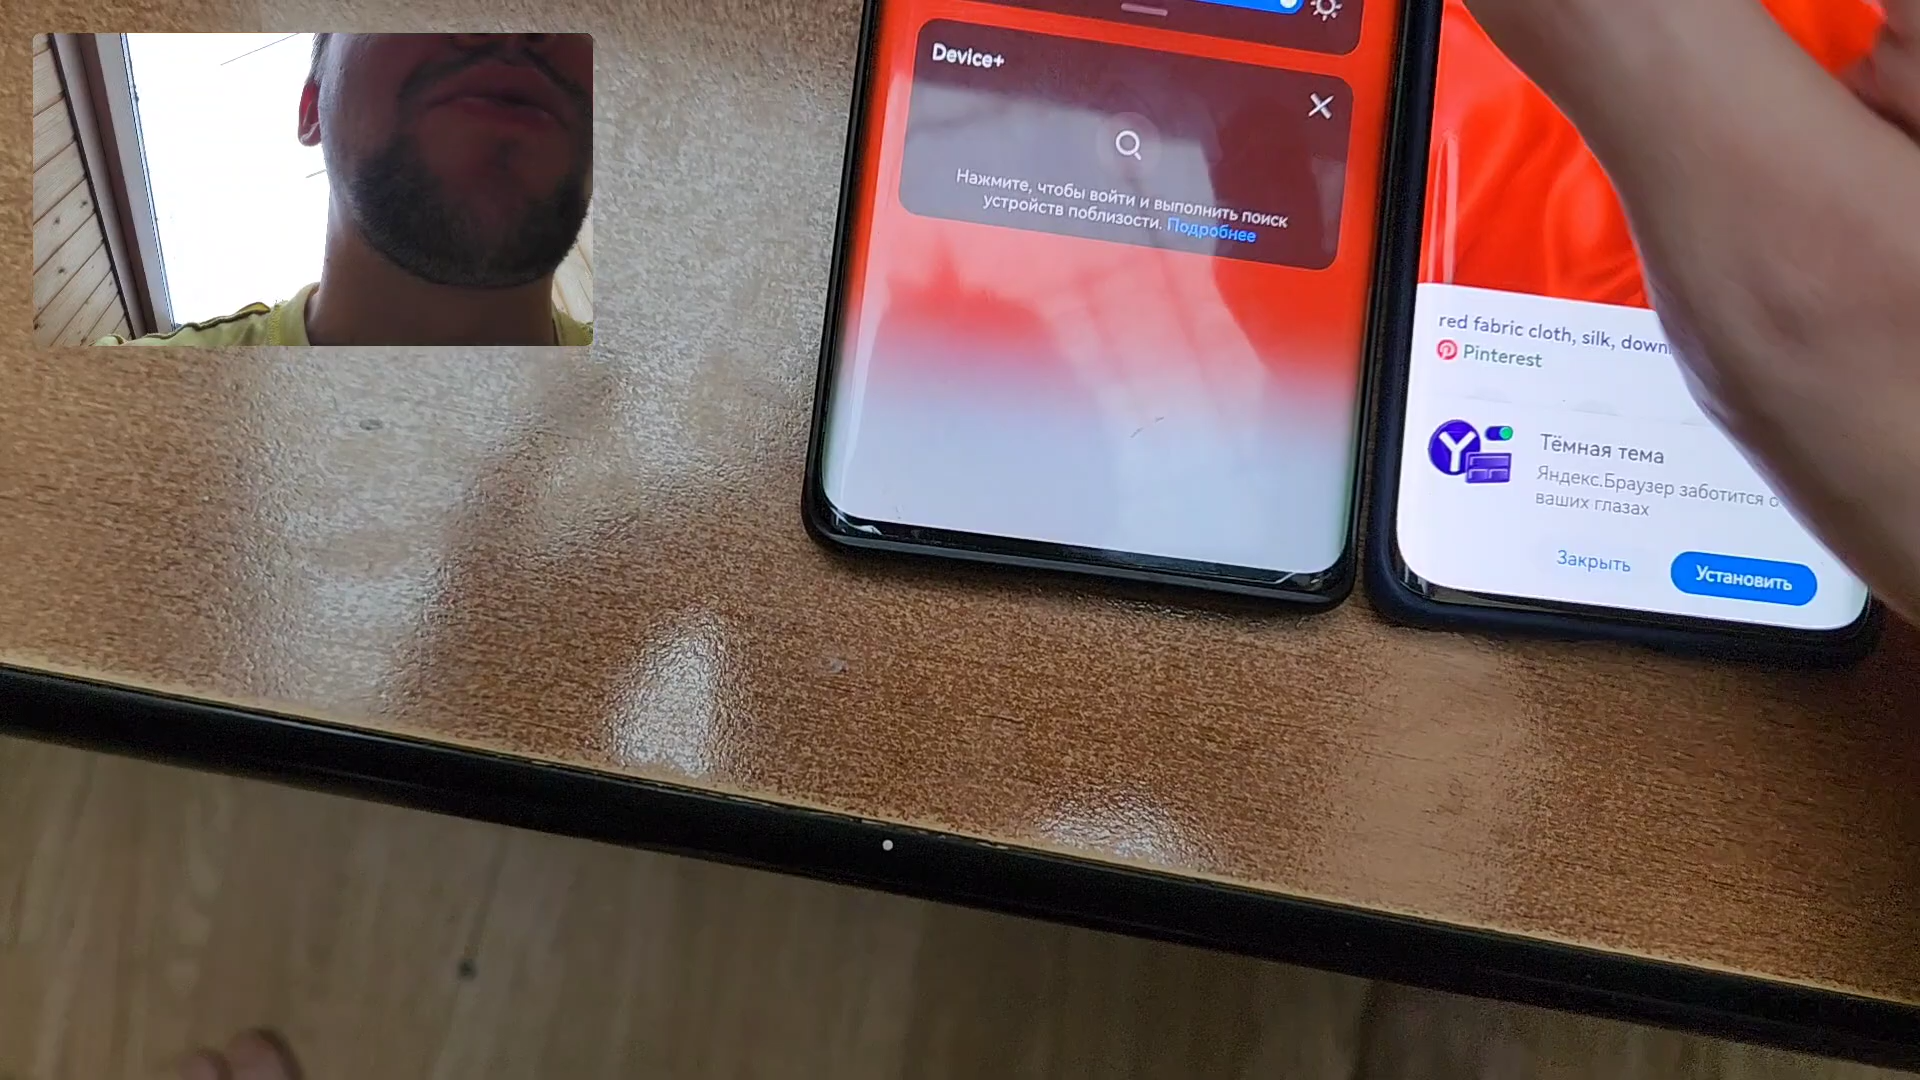 Device+
Нажмите, чтобы войти и выполнить поиск
устройств поблизости. Подробнее
red fabric cloth, silk,
Pinterest
Тёмная тема
Яндекс.Браузер заботится о
ваших глазах
Закрыть
Установить